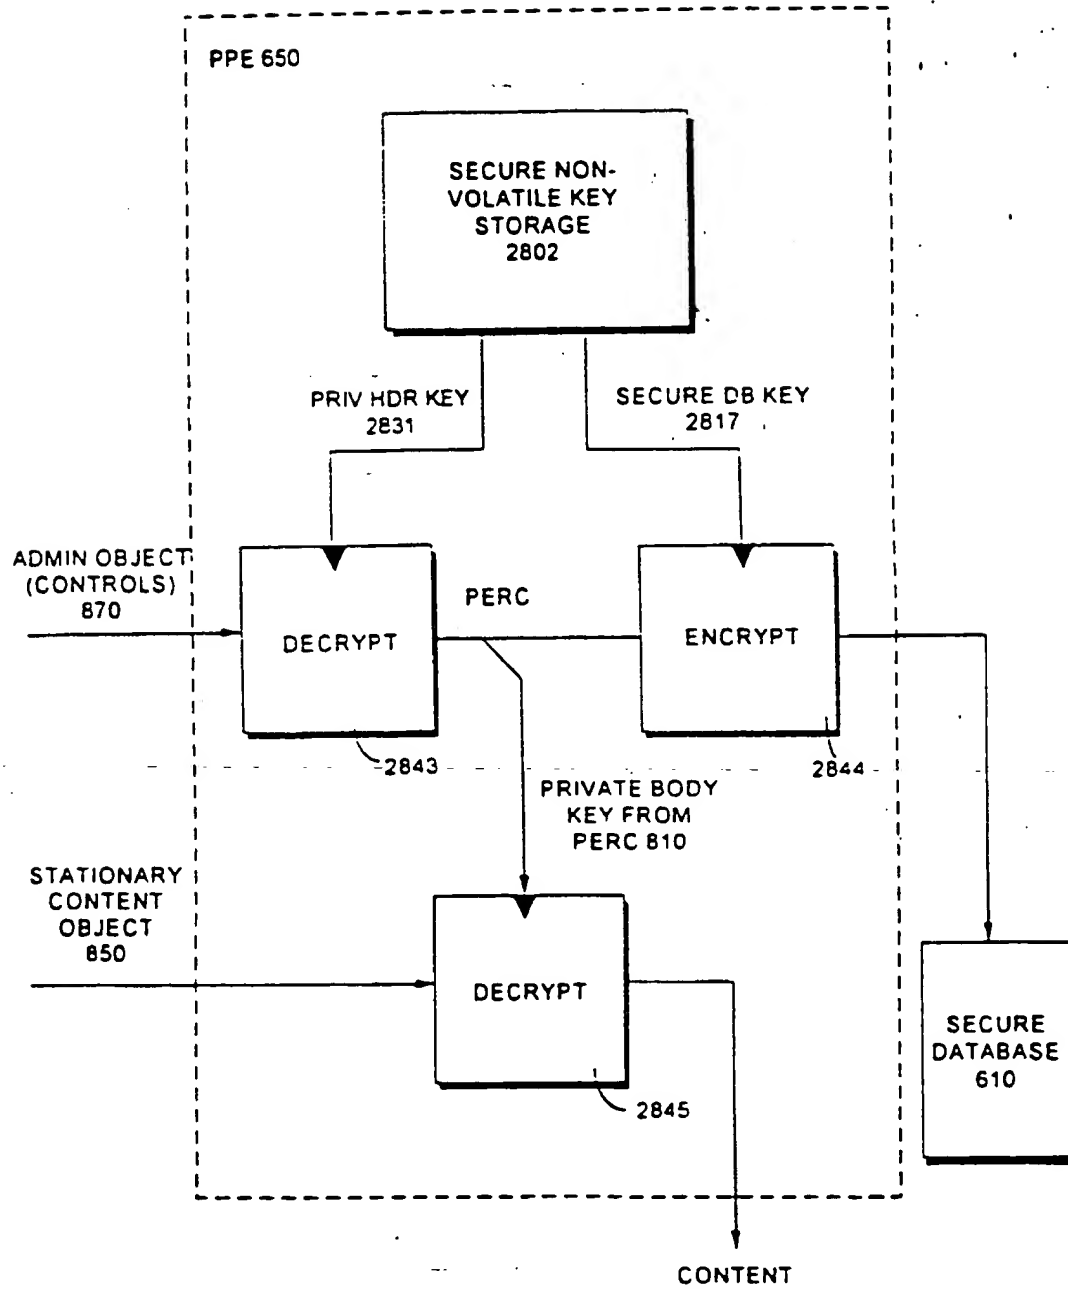 PPE 650
SECURE NON-
VOLATILE KEY
STORAGE
2802
PRIV HDR KEY
2831
SECURE DB KEY
2817
ADMIN OBJECT
(CONTROLS)
870
PERC
DECRYPT
ENCRYPT
2843
2844
PRIVATE BODY
KEY FROM
PERC 810
STATIONARY
CONTENT
OBJECT
850
DECRYPT
SECURE
DATABASE
610
2845
CONTENT